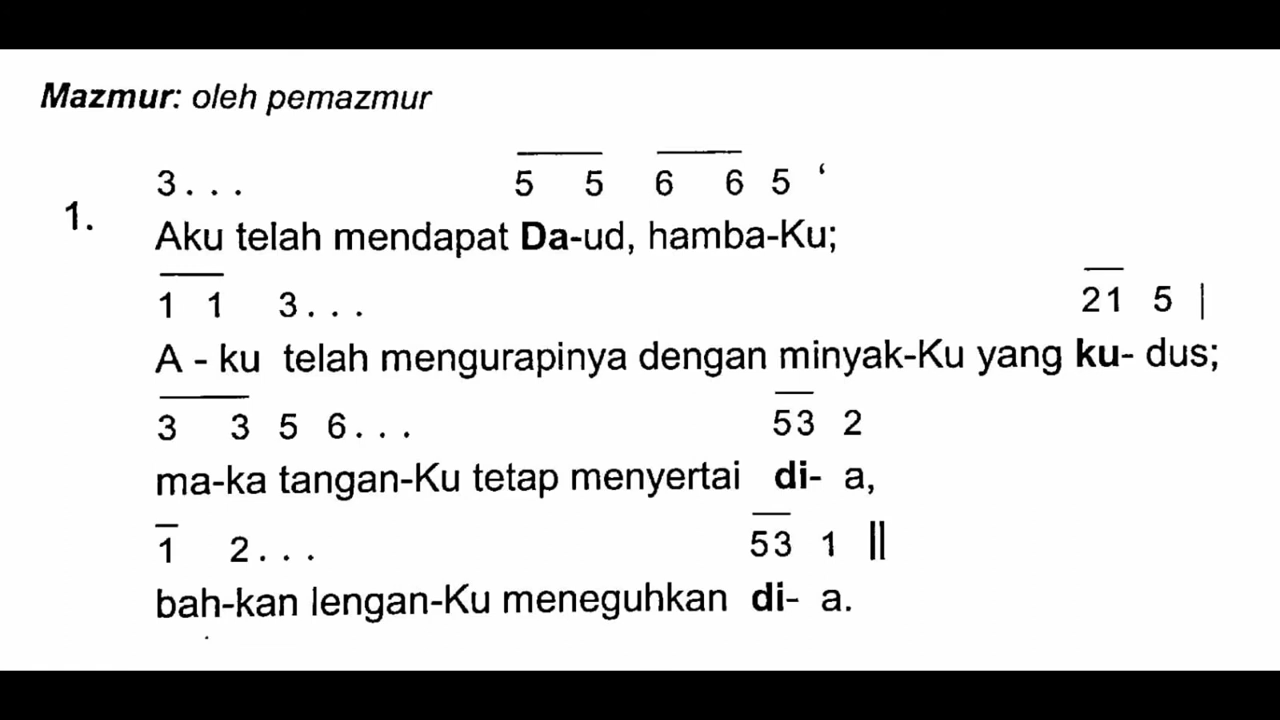 Mazmur: oleh pemazmur
3... 5 5 6 6 5 ‘
1.
Aku telah mendapat Da-ud, hamba-Ku;
1 1 3... 21 5 |
A - ku telah mengurapinya dengan minyak-Ku yang ku- dus;
3 3 5 6... 53 2
ma-ka tangan-Ku tetap menyertai di- a,
1 2... 53 1 ||
bah-kan lengan-Ku meneguhkan di- a.